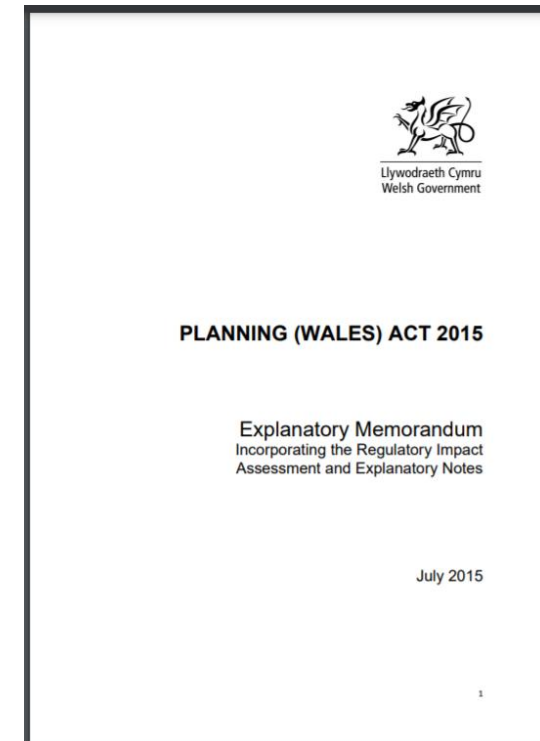 Llywodraeth Cymru
Welsh Government
PLANNING (WALES) ACT 2015
Explanatory Memorandum
Incorporating the Regulatory Impact
Assessment and Explanatory Notes
July 2015
1